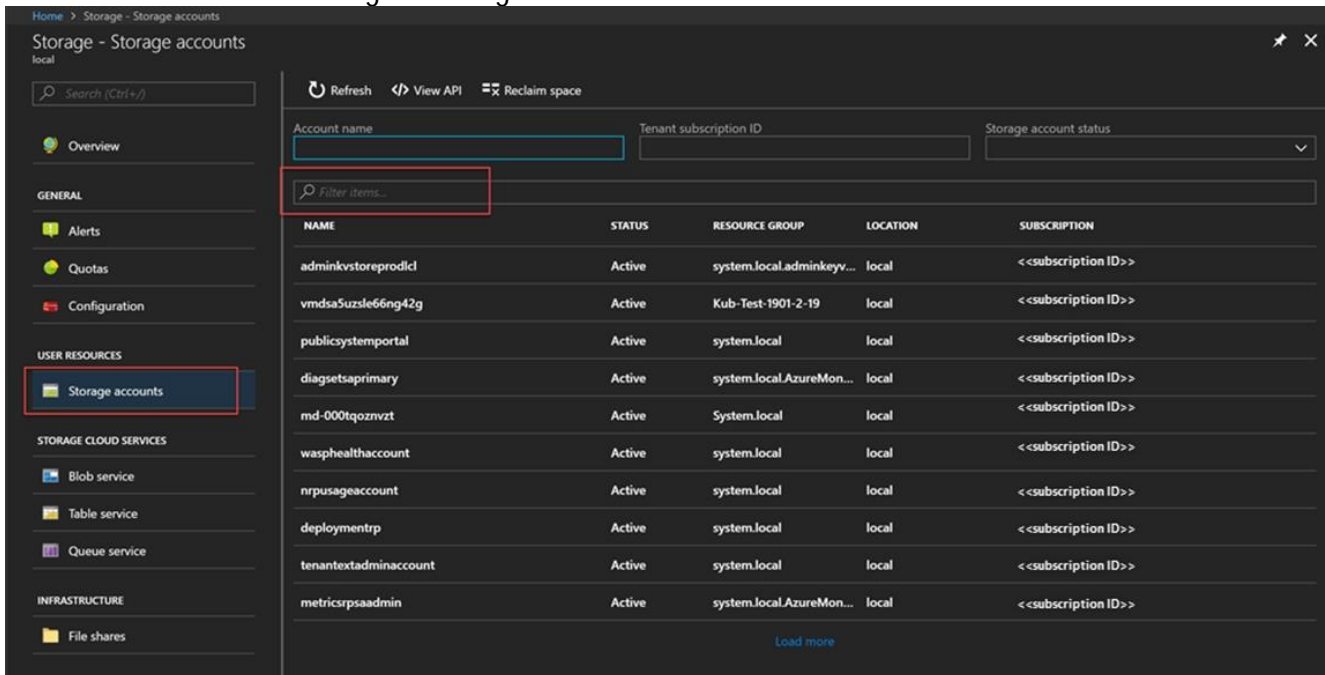 Home > Storage - Storage accounts
Storage - Storage accounts
local
Search (Ctrl+/)
Refresh </> View API Reclaim space
Account name Tenant subscription ID Storage account status
Overview
Filter items...
GENERAL
NAME STATUS RESOURCE GROUP LOCATION SUBSCRIPTION
Alerts
adminkvstoreprodlcl Active system.local.adminkeyv... local <<subscription ID>>
Quotas
vmdsa5uzsle66ng42g Active Kub-Test-1901-2-19 local <<subscription ID>>
Configuration
publicsystemportal Active system.local local <<subscription ID>>
USER RESOURCES
diagsetsaprimary Active system.local.AzureMon... local <<subscription ID>>
Storage accounts
md-000tqoznvzt Active System.local local <<subscription ID>>
STORAGE CLOUD SERVICES
wasphealthaccount Active system.local local <<subscription ID>>
Blob service
nrpusageaccount Active system.local local <<subscription ID>>
Table service
deploymentrp Active system.local local <<subscription ID>>
Queue service
tenantextadminaccount Active system.local local <<subscription ID>>
INFRASTRUCTURE
metricsrpsaadmin Active system.local.AzureMon... local <<subscription ID>>
File shares
Load more